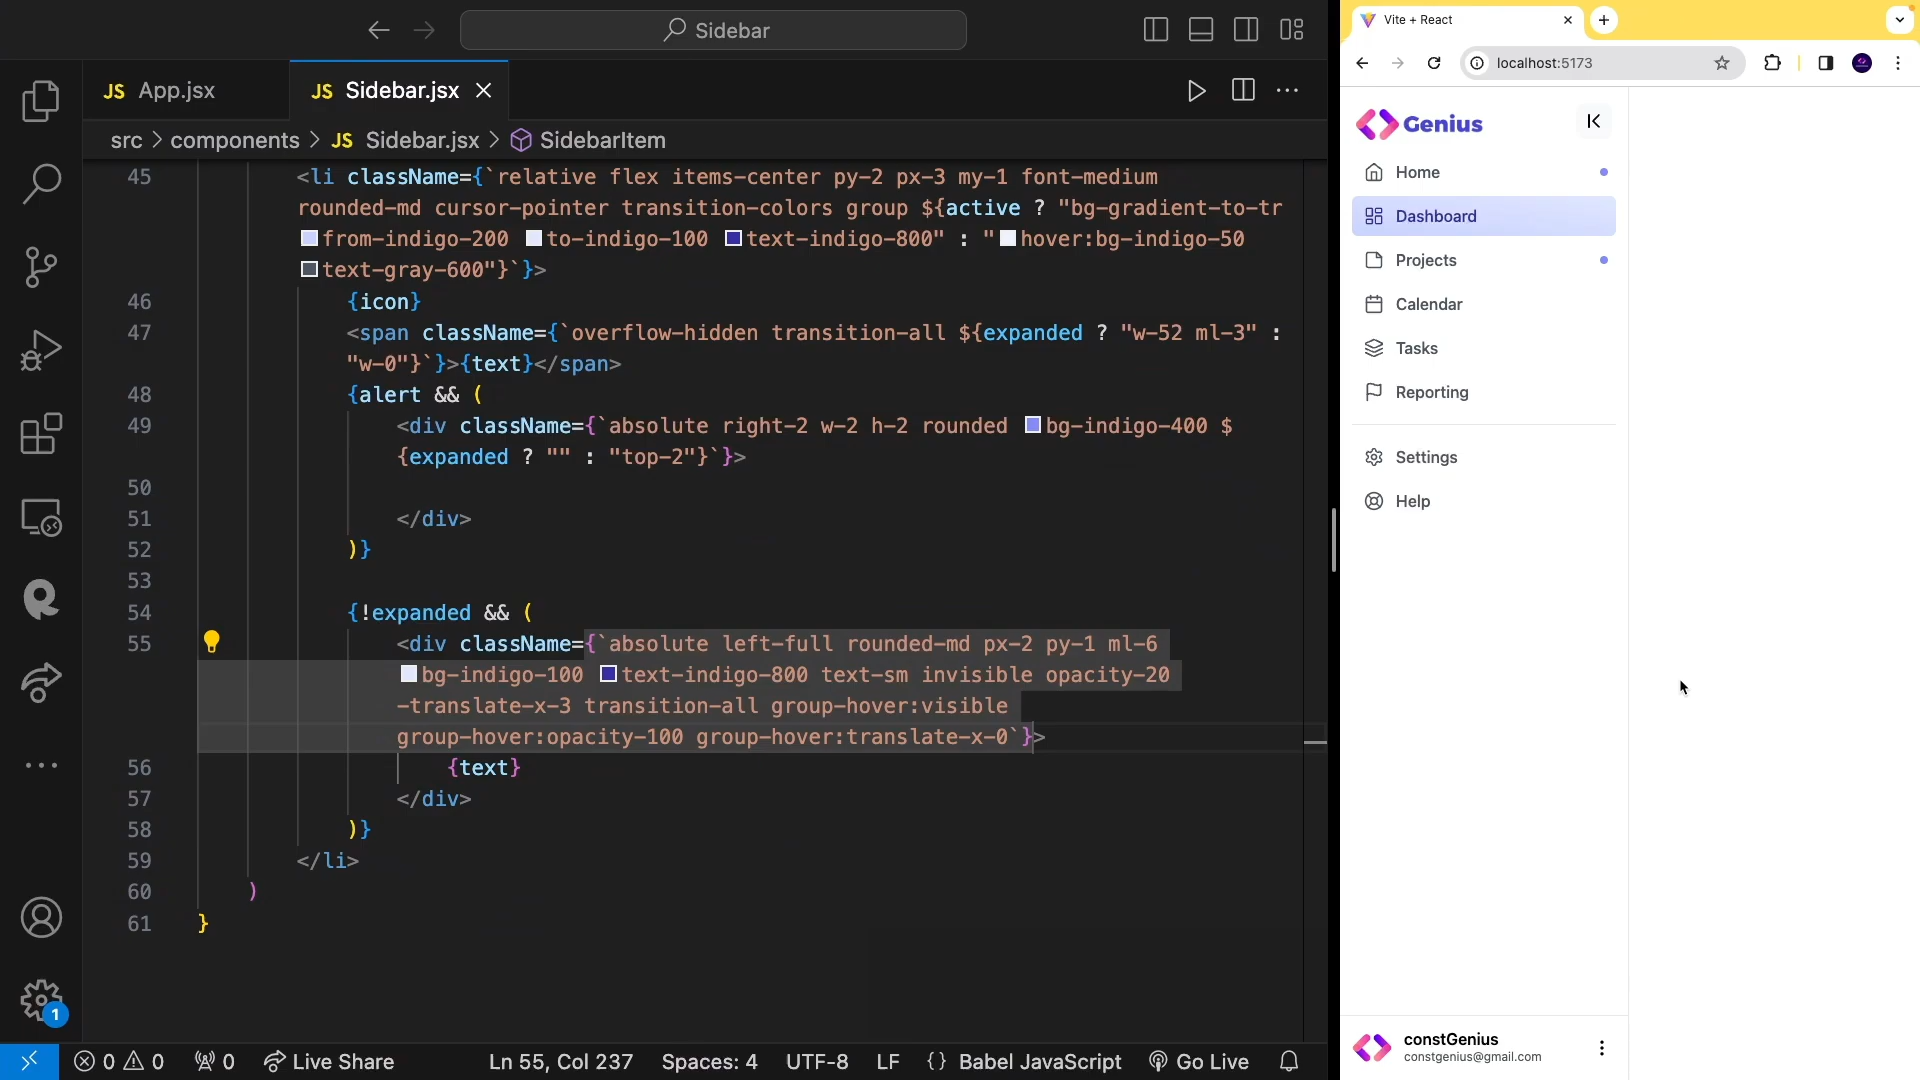 Sidebar
JS App.jsx
JS Sidebar.jsx
src > components > JS Sidebar.jsx > SidebarItem
45 <li className={`relative flex items-center py-2 px-3 my-1 font-medium
rounded-md cursor-pointer transition-colors group ${active ? "bg-gradient-to-tr
from-indigo-200 to-indigo-100 text-indigo-800" : "hover:bg-indigo-50
text-gray-600"}`}>
46 {icon}
47 <span className={`overflow-hidden transition-all ${expanded ? "w-52 ml-3" :
"w-0"}`}>{text}</span>
48 {alert && (
49 <div className={`absolute right-2 w-2 h-2 rounded bg-indigo-400 $
{expanded ? "" : "top-2"}`}>
50
51 </div>
52 )}
53
54 {!expanded && (
55 <div className={`absolute left-full rounded-md px-2 py-1 ml-6
bg-indigo-100 text-indigo-800 text-sm invisible opacity-20
-translate-x-3 transition-all group-hover:visible
group-hover:opacity-100 group-hover:translate-x-0`}>
56 {text}
57 </div>
58 )}
59 </li>
60 )
61 }
1
0 0 0 Live Share Ln 55, Col 237 Spaces: 4 UTF-8 LF {} Babel JavaScript Go Live
Vite + React
localhost:5173
Genius
Home
Dashboard
Projects
Calendar
Tasks
Reporting
Settings
Help
constGenius
constgenius@gmail.com